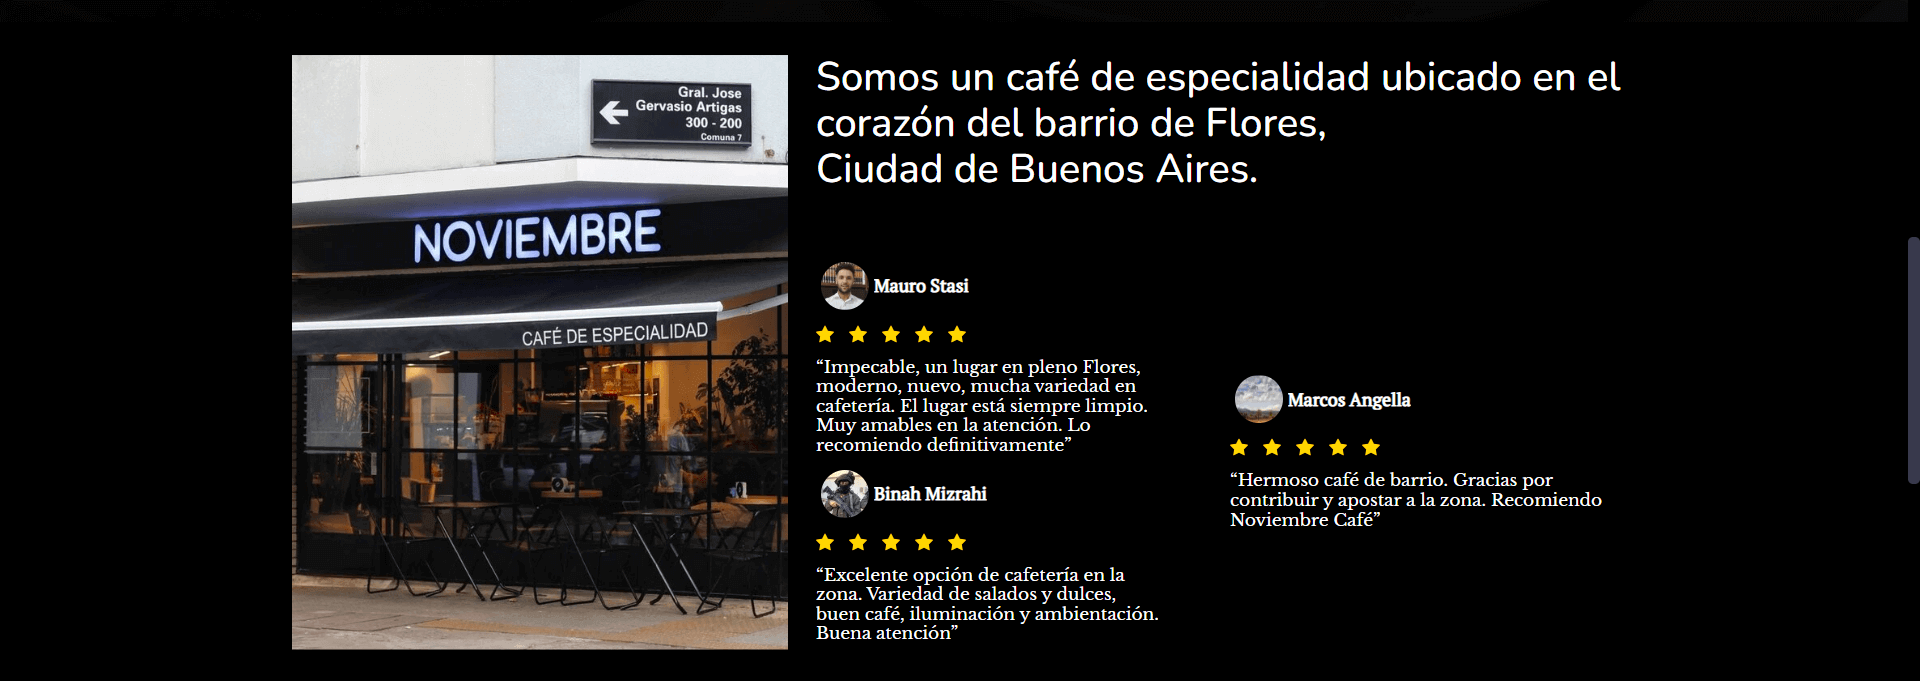 Gral. Jose
Gervasio Artigas
300 - 200
Comuna 7
NOVIEMBRE
CAFÉ DE ESPECIALIDAD
Somos un café de especialidad ubicado en el
corazón del barrio de Flores,
Ciudad de Buenos Aires.
Mauro Stasi
“Impecable, un lugar en pleno Flores,
moderno, nuevo, mucha variedad en
cafetería. El lugar está siempre limpio.
Muy amables en la atención. Lo
recomiendo definitivamente”
Binah Mizrahi
“Excelente opción de cafetería en la
zona. Variedad de salados y dulces,
buen café, iluminación y ambientación.
Buena atención”
Marcos Angella
“Hermoso café de barrio. Gracias por
contribuir y apostar a la zona. Recomiendo
Noviembre Café”